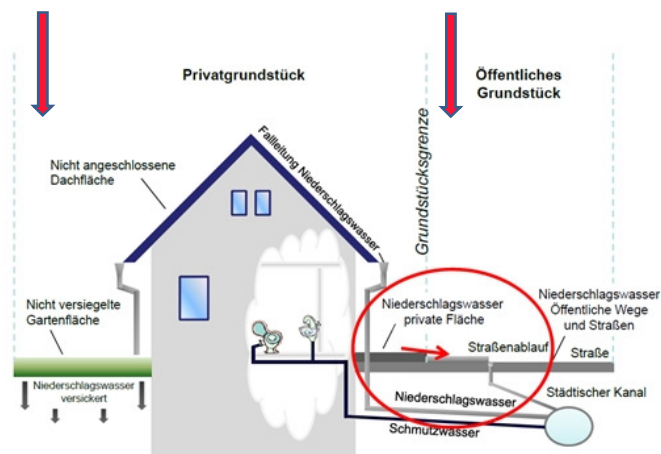 Privatgrundstück
Öffentliches
Grundstück
Nicht angeschlossene
Dachfläche
Fallleitung Niederschlagswasser
Grundstücksgrenze
Nicht versiegelte
Gartenfläche
Niederschlagswasser
private Fläche
Niederschlagswasser
Öffentliche Wege
und Straßen
Straßenablauf
Straße
Niederschlagswasser
versickert
Niederschlagswasser
Städtischer Kanal
Schmutzwasser